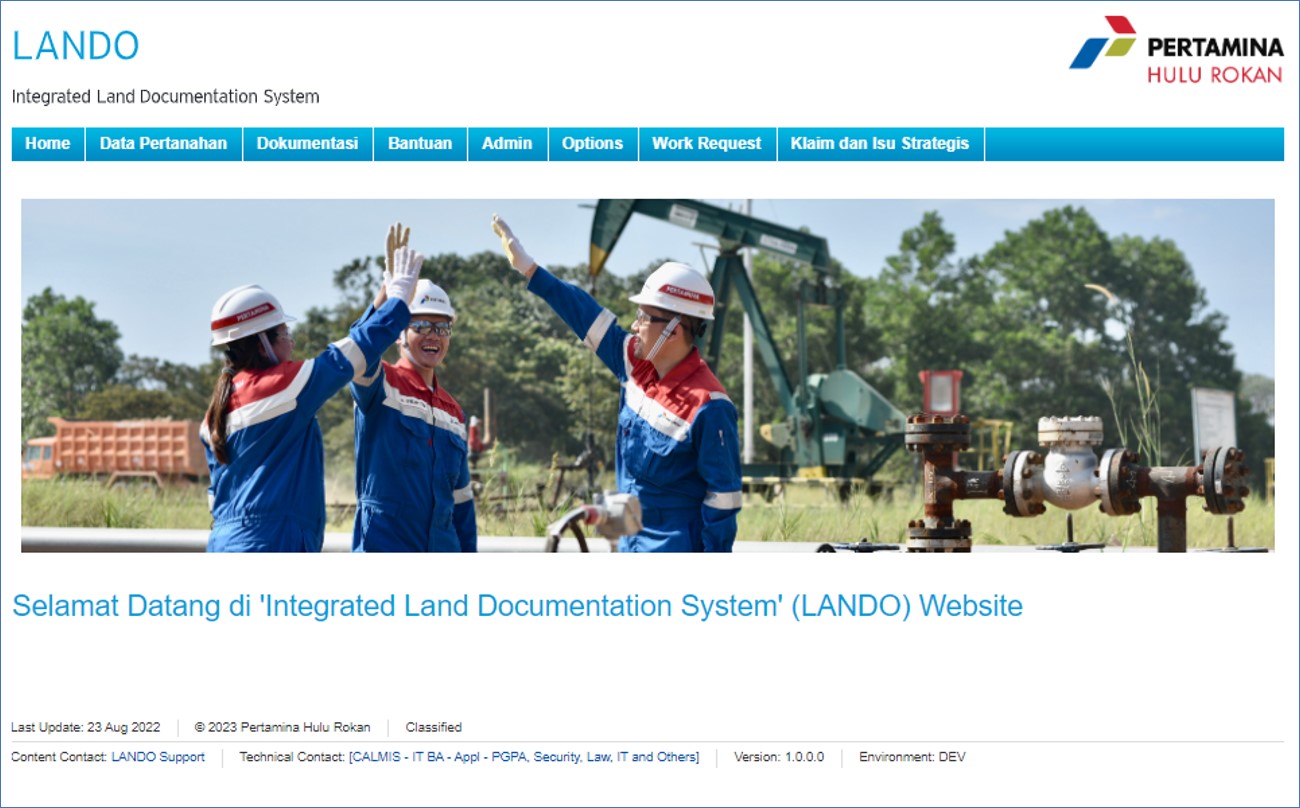 LANDO
PERTAMINA
HULU ROKAN
Integrated Land Documentation System
Home Data Pertanahan Dokumentasi Bantuan Admin Options Work Request Klaim dan Isu Strategis
PERTAMINA
PERTAMINA
Selamat Datang di 'Integrated Land Documentation System' (LANDO) Website
Last Update: 23 Aug 2022 © 2023 Pertamina Hulu Rokan Classified
Content Contact: LANDO Support Technical Contact: [CALMIS - IT BA - Appl - PGPA, Security, Law, IT and Others] Version: 1.0.0.0 Environment: DEV